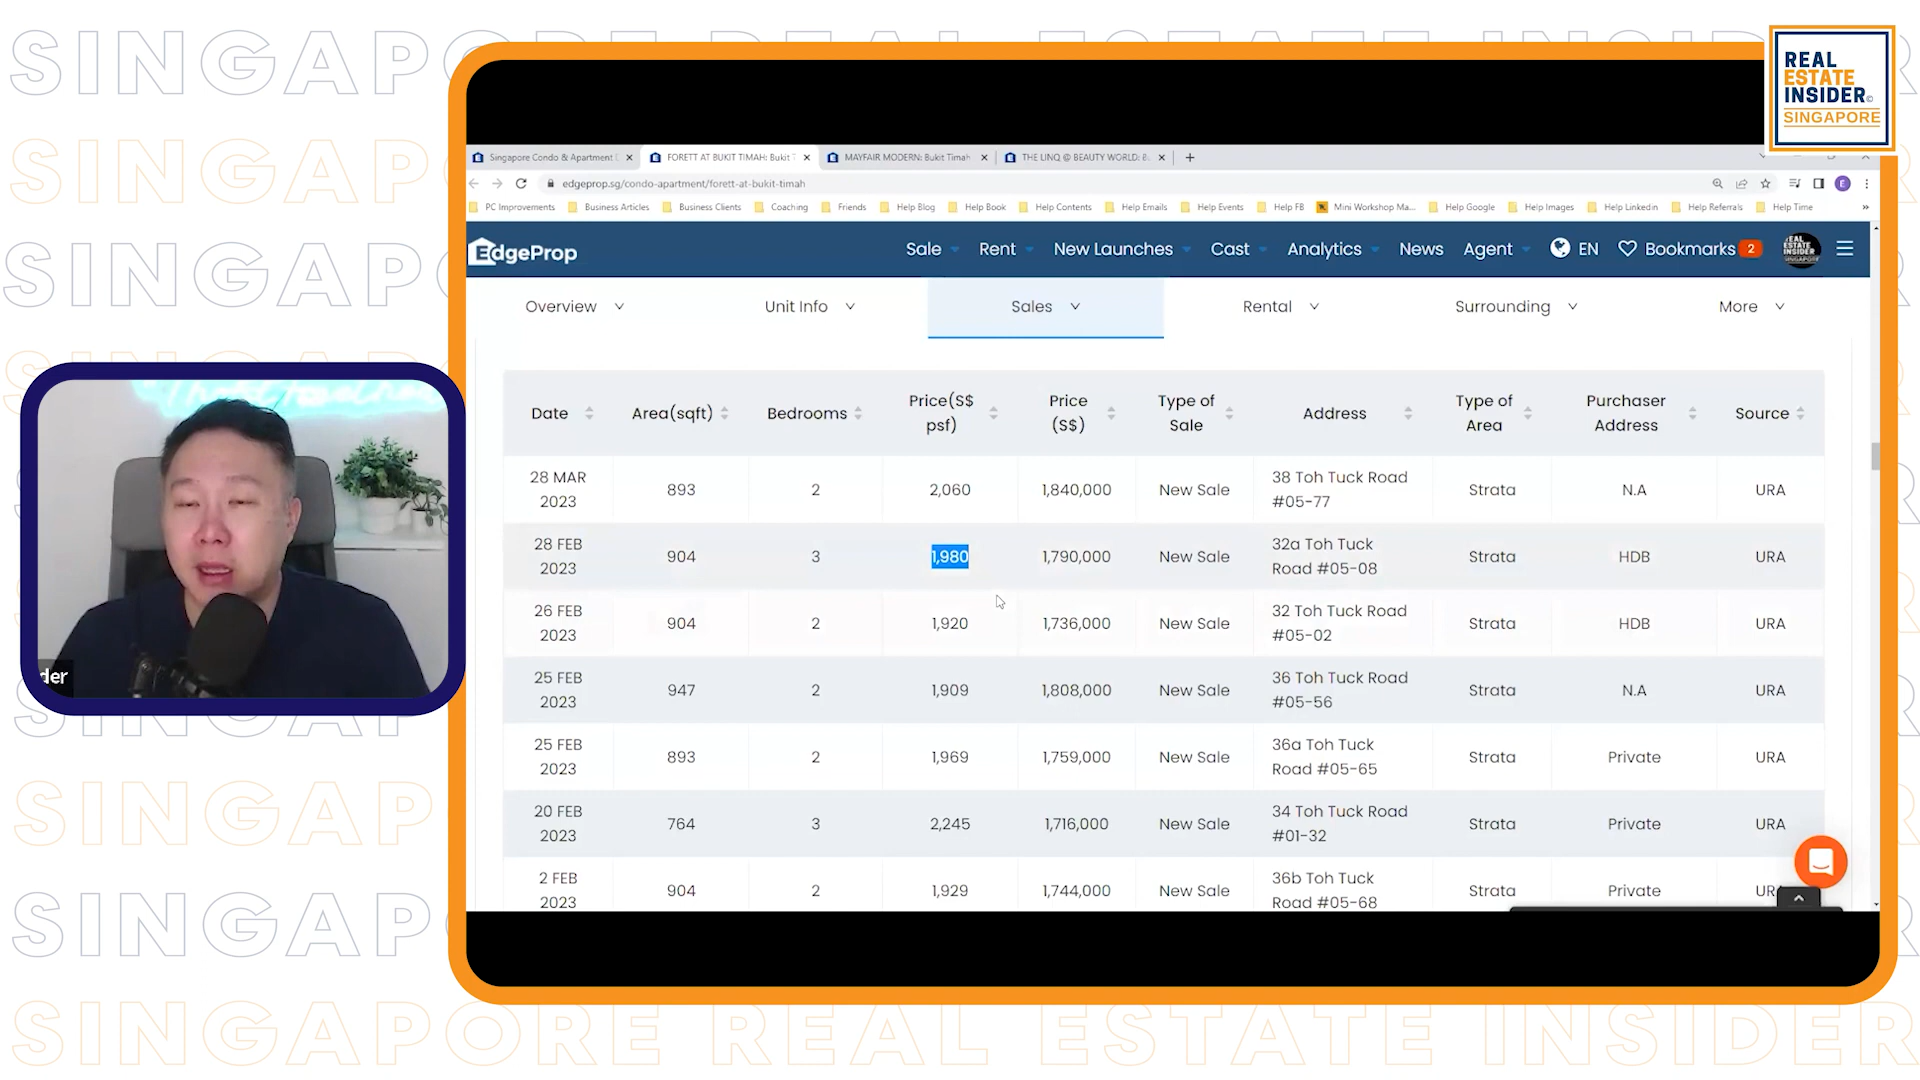 SINGAPORE REAL ESTATE INSIDER
SINGAP
SINGAP
SINGAP
SINGAP
SINGAP
SINGAPORE REAL ESTATE INSIDER
REAL
ESTATE
INSIDER©
SINGAPORE
Singapore Condo & Apartment
FORETT AT BUKIT TIMAH: Bukit T
MAYFAIR MODERN: Bukit Timah
THE LINQ @ BEAUTY WORLD: B
edgeprop.sg/condo-apartment/forett-at-bukit-timah
E
PC Improvements Business Articles Business Clients Coaching Friends Help Blog Help Book Help Contents Help Emails Help Events Help FB Mini Workshop Ma... Help Google Help Images Help Linkedin Help Referrals Help Time »
EdgeProp Sale Rent New Launches Cast Analytics News Agent EN Bookmarks 2
Overview Unit Info Sales Rental Surrounding More
Date Area(sqft) Bedrooms Price(S$ psf) Price (S$) Type of Sale Address Type of Area Purchaser Address Source
28 MAR 2023 893 2 2,060 1,840,000 New Sale 38 Toh Tuck Road #05-77 Strata N.A URA
28 FEB 2023 904 3 1,980 1,790,000 New Sale 32a Toh Tuck Road #05-08 Strata HDB URA
26 FEB 2023 904 2 1,920 1,736,000 New Sale 32 Toh Tuck Road #05-02 Strata HDB URA
25 FEB 2023 947 2 1,909 1,808,000 New Sale 36 Toh Tuck Road #05-56 Strata N.A URA
25 FEB 2023 893 2 1,969 1,759,000 New Sale 36a Toh Tuck Road #05-65 Strata Private URA
20 FEB 2023 764 3 2,245 1,716,000 New Sale 34 Toh Tuck Road #01-32 Strata Private URA
2 FEB 2023 904 2 1,929 1,744,000 New Sale 36b Toh Tuck Road #05-68 Strata Private URA
der